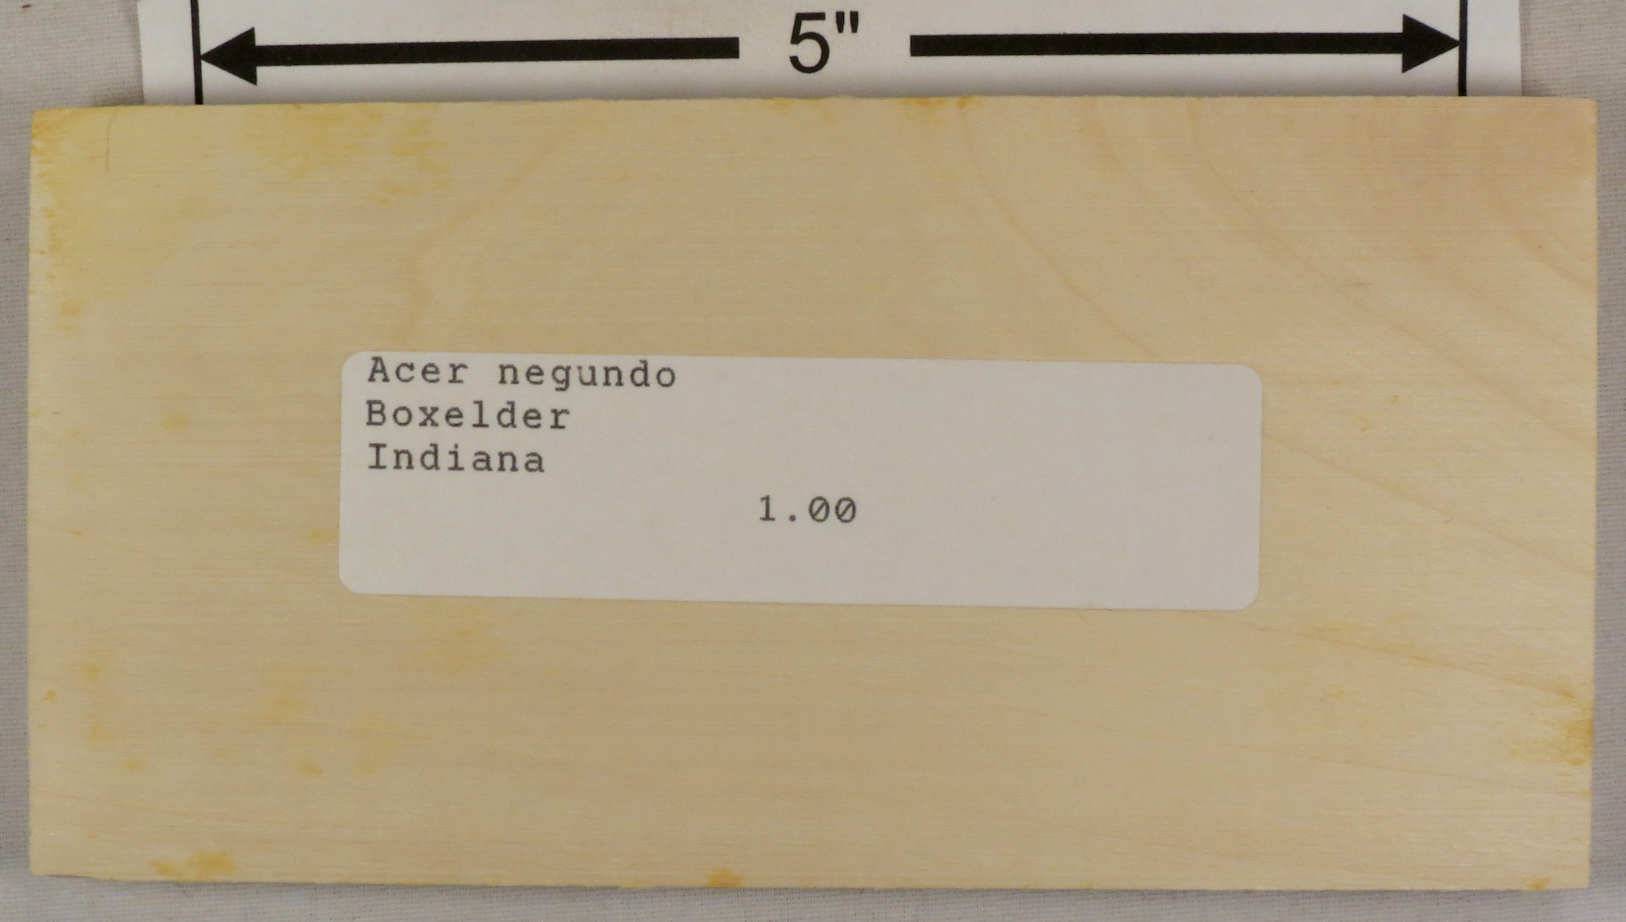 5"
Acer negundo
Boxelder
Indiana
1.00